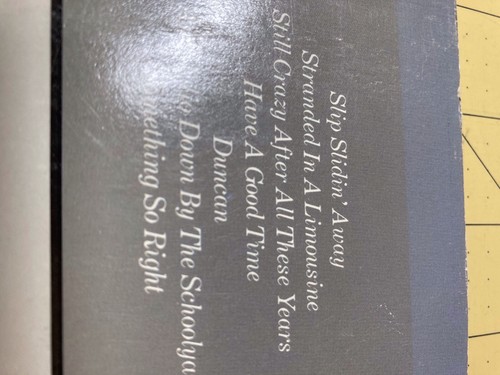 Slip Slidin' Away
Stranded In A Limousine
Still Crazy After All These Years
Have A Good Time
Duncan
Down By The Schoolya
So Right